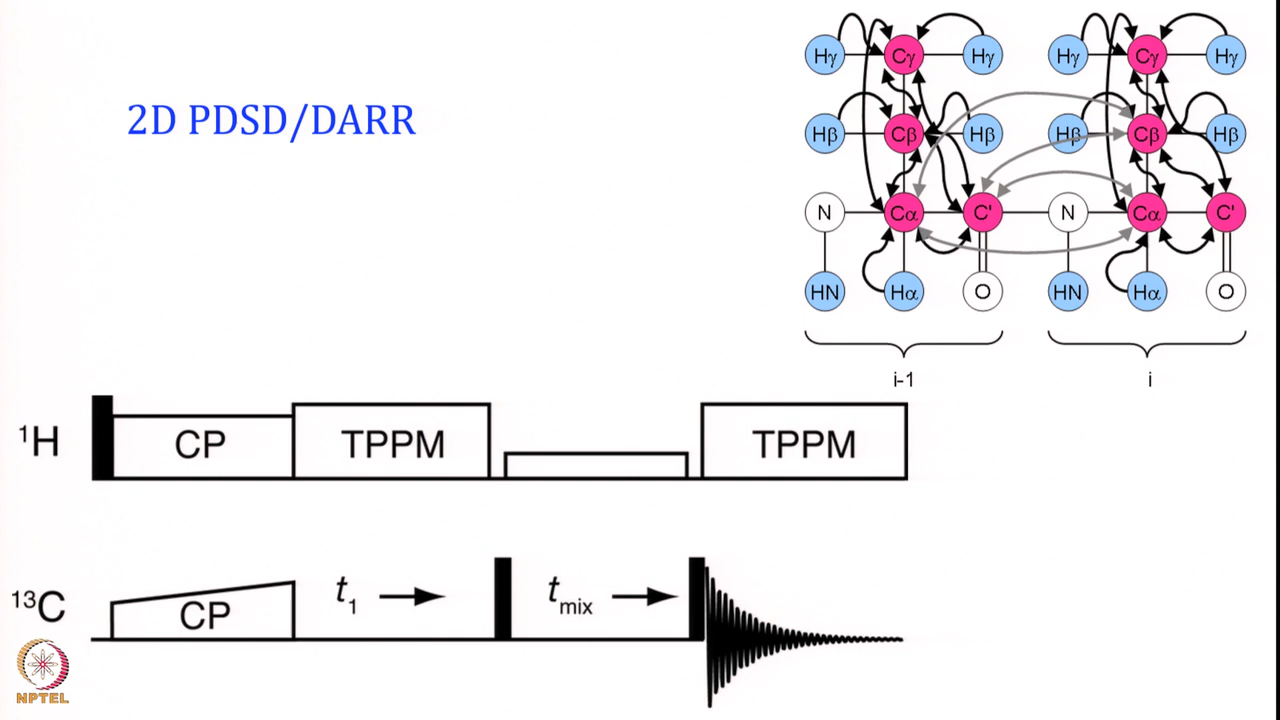 2D PDSD/DARR
Hγ Cγ Hγ Hγ Cγ Hγ
Hβ Cβ Hβ Hβ Cβ Hβ
N Cα C' N Cα C'
HN Hα O HN Hα O
i-1 i
¹H CP TPPM TPPM
¹³C CP t₁ t_mix
NPTEL